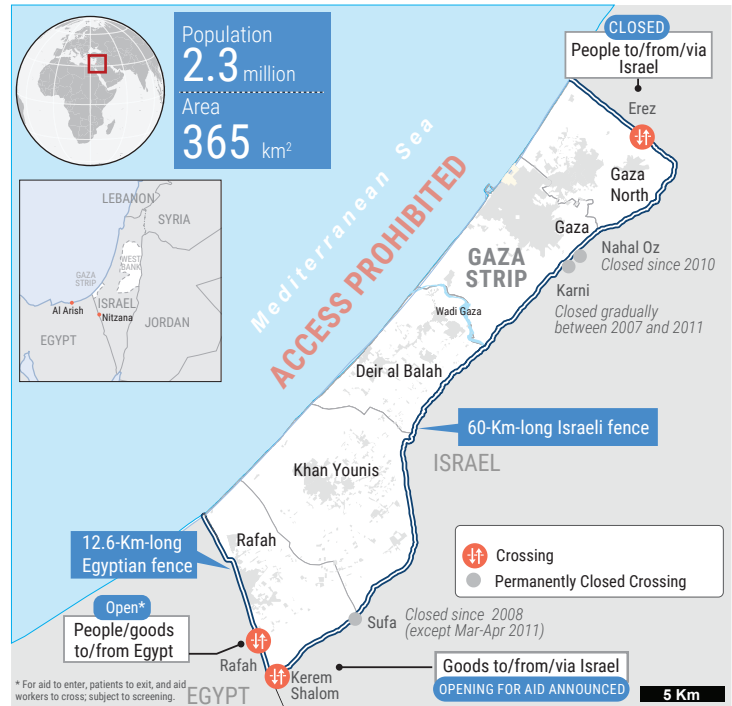 Population
2.3 million
Area
365 km²
CLOSED
People to/from/via
Israel
Erez
Gaza
North
Gaza
Nahal Oz
Closed since 2010
Karni
Closed gradually
between 2007 and 2011
GAZA
STRIP
Wadi Gaza
Mediterranean Sea
ACCESS PROHIBITED
LEBANON
SYRIA
WEST
BANK
GAZA
STRIP
ISRAEL
Al Arish
Nitzana
JORDAN
EGYPT
Deir al Balah
60-Km-long Israeli fence
ISRAEL
Khan Younis
12.6-Km-long
Egyptian fence
Rafah
Crossing
Permanently Closed Crossing
Open*
People/goods
to/from Egypt
Rafah
Sufa
Closed since 2008
(except Mar-Apr 2011)
Kerem
Shalom
Goods to/from/via Israel
OPENING FOR AID ANNOUNCED
* For aid to enter, patients to exit, and aid
workers to cross; subject to screening.
EGYPT
5 Km